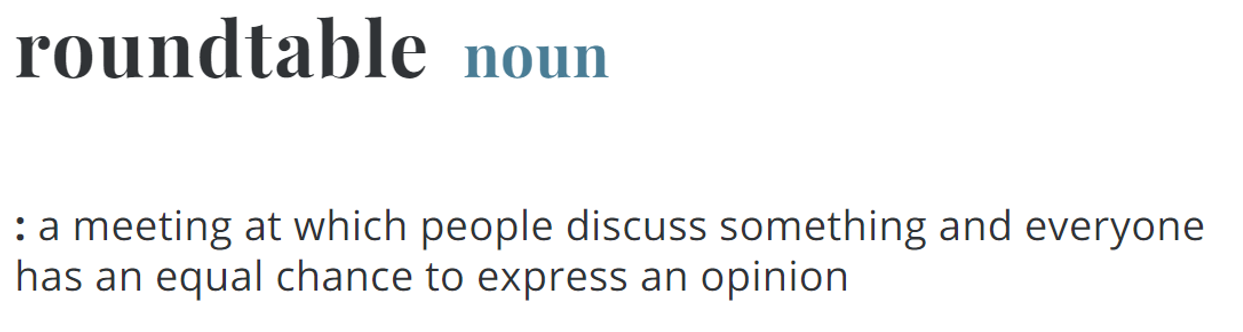 roundtable noun
: a meeting at which people discuss something and everyone
has an equal chance to express an opinion